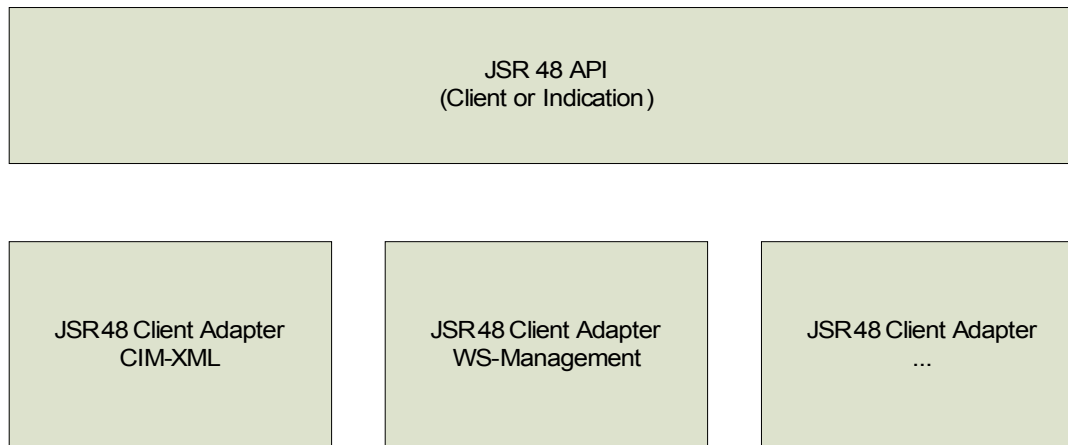 JSR 48 API
(Client or Indication)
JSR48 Client Adapter
CIM-XML
JSR48 Client Adapter
WS-Management
JSR48 Client Adapter
...